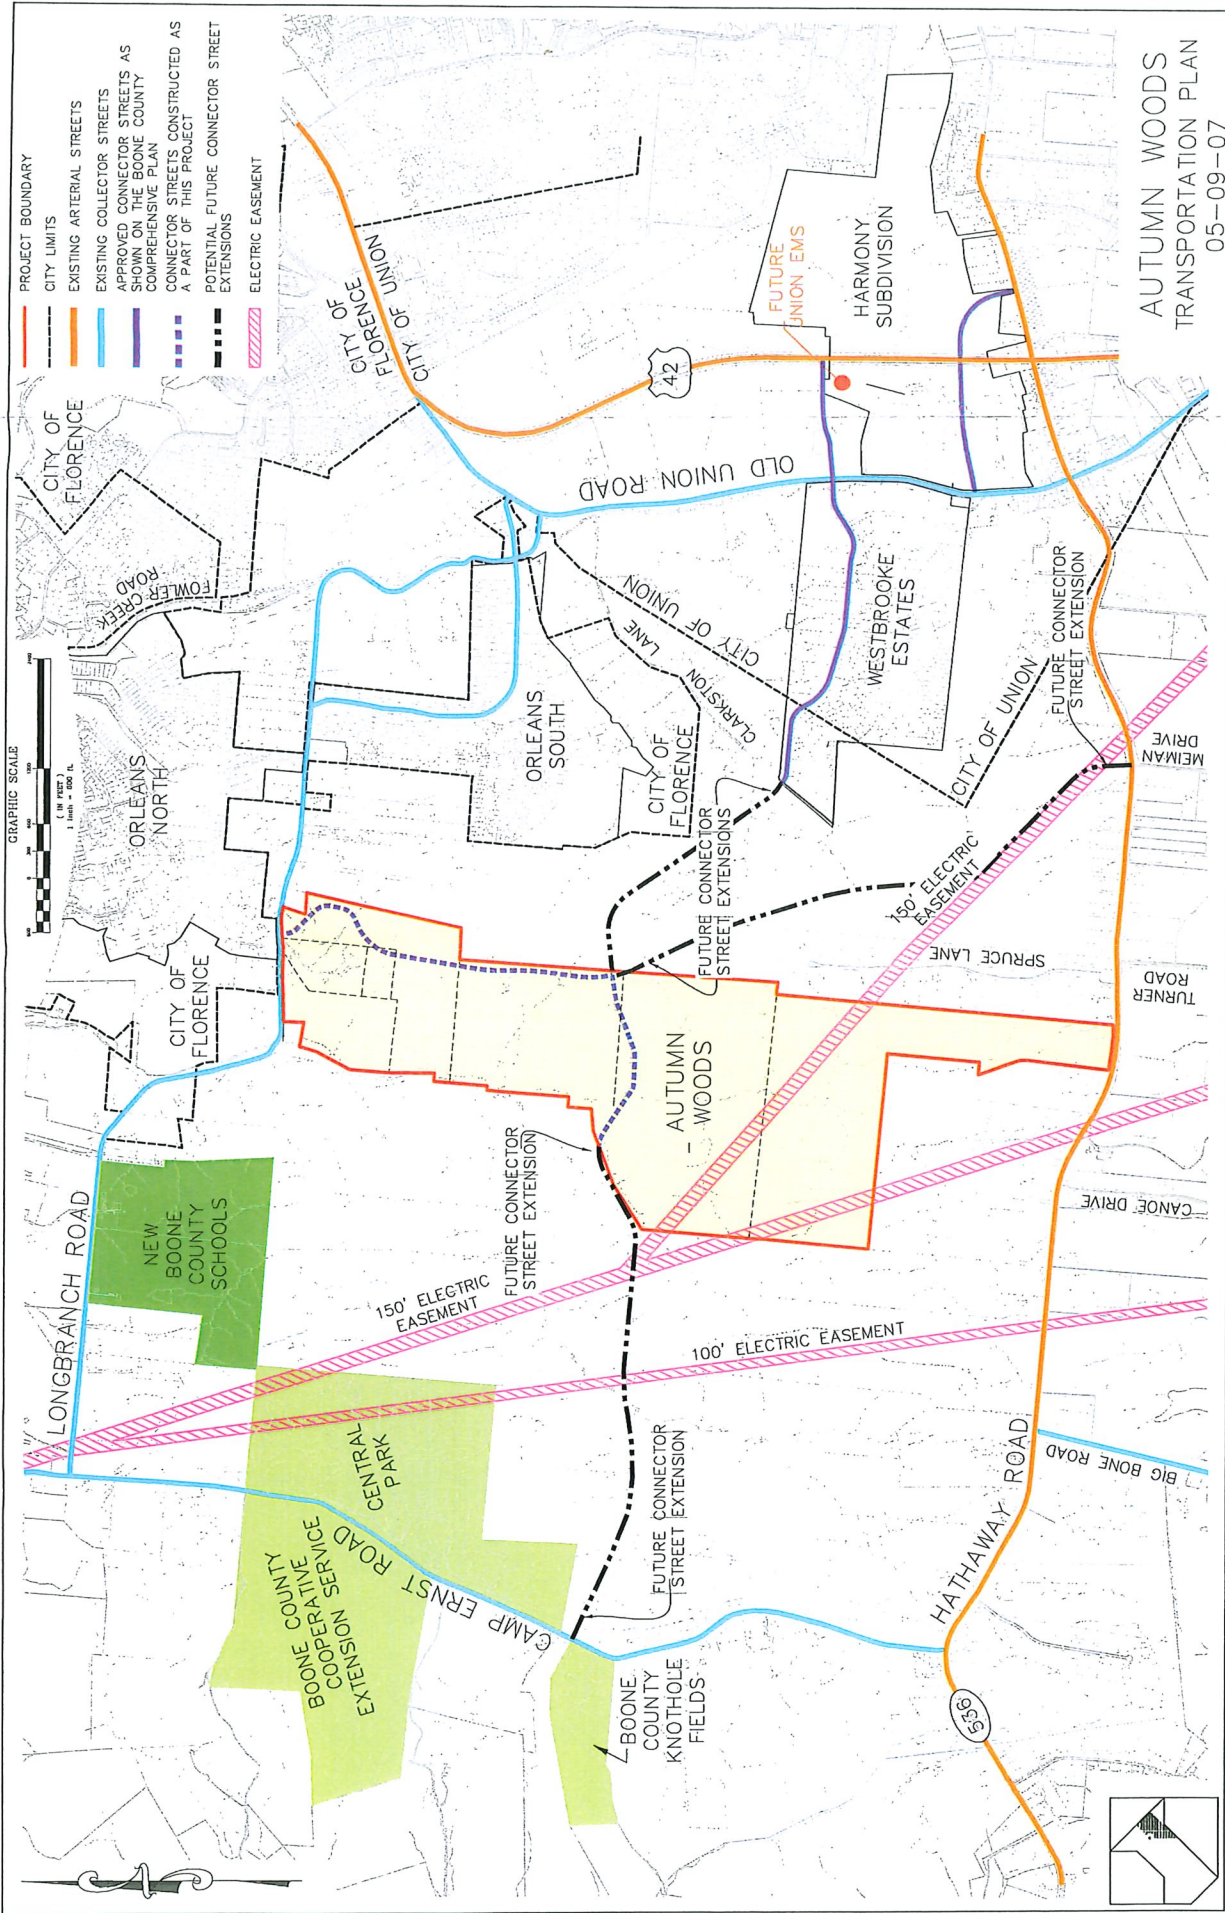 PROJECT BOUNDARY
CITY LIMITS
EXISTING ARTERIAL STREETS
EXISTING COLLECTOR STREETS
APPROVED CONNECTOR STREETS AS
SHOWN ON THE BOONE COUNTY
COMPREHENSIVE PLAN
CONNECTOR STREETS CONSTRUCTED AS
A PART OF THIS PROJECT
POTENTIAL FUTURE CONNECTOR STREET
EXTENSIONS
ELECTRIC EASEMENT
GRAPHIC SCALE
( IN FEET )
1 inch = 600 ft.
LONGBRANCH ROAD
NEW
BOONE
COUNTY
SCHOOLS
CITY OF
FLORENCE
ORLEANS
NORTH
FOWLER CREEK
ROAD
CITY OF
FLORENCE
CITY OF
FLORENCE
CITY OF UNION
BOONE COUNTY
COOPERATIVE
EXTENSION SERVICE
CENTRAL
PARK
CAMP ERNST ROAD
150' ELECTRIC
EASEMENT
FUTURE CONNECTOR
STREET EXTENSION
ORLEANS
SOUTH
CLARKSTON LANE
CITY OF UNION
CITY OF
FLORENCE
OLD UNION ROAD
42
FUTURE
UNION EMS
HARMONY
SUBDIVISION
BOONE
COUNTY
KNOTHOLE
FIELDS
FUTURE CONNECTOR
STREET EXTENSION
100' ELECTRIC EASEMENT
AUTUMN
WOODS
FUTURE CONNECTOR
STREET EXTENSIONS
WESTBROOKE
ESTATES
150' ELECTRIC
EASEMENT
CITY OF UNION
FUTURE CONNECTOR
STREET EXTENSION
SPRUCE LANE
HATHAWAY ROAD
536
BIG BONE ROAD
CANOE DRIVE
TURNER
ROAD
MEIMAN
DRIVE
AUTUMN WOODS
TRANSPORTATION PLAN
05-09-07